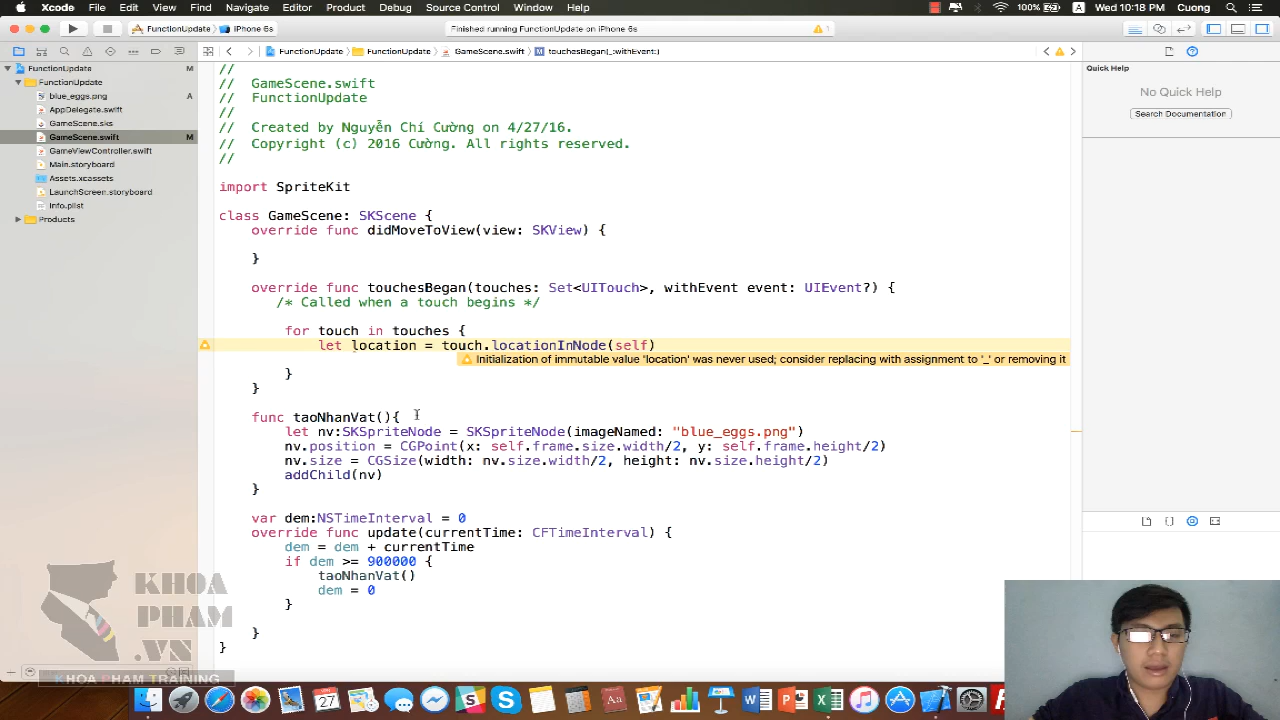 Xcode File Edit View Find Navigate Editor Product Debug Source Control Window Help
100% A Wed 10:18 PM Cuong
FunctionUpdate iPhone 6s
Finished running FunctionUpdate on iPhone 6s
1
FunctionUpdate FunctionUpdate GameScene.swift M touchesBegan(_:withEvent:)
FunctionUpdate M
FunctionUpdate
blue_eggs.png A
AppDelegate.swift
GameScene.sks
GameScene.swift M
GameViewController.swift
Main.storyboard
Assets.xcassets
LaunchScreen.storyboard
Info.plist
Products
//
// GameScene.swift
// FunctionUpdate
//
// Created by Nguyễn Chí Cường on 4/27/16.
// Copyright (c) 2016 Cường. All rights reserved.
//
import SpriteKit
class GameScene: SKScene {
override func didMoveToView(view: SKView) {
}
override func touchesBegan(touches: Set<UITouch>, withEvent event: UIEvent?) {
/* Called when a touch begins */
for touch in touches {
let location = touch.locationInNode(self)
Initialization of immutable value 'location' was never used; consider replacing with assignment to '_' or removing it
}
}
func taoNhanVat(){
let nv:SKSpriteNode = SKSpriteNode(imageNamed: "blue_eggs.png")
nv.position = CGPoint(x: self.frame.size.width/2, y: self.frame.height/2)
nv.size = CGSize(width: nv.size.width/2, height: nv.size.height/2)
addChild(nv)
}
var dem:NSTimeInterval = 0
override func update(currentTime: CFTimeInterval) {
dem = dem + currentTime
if dem >= 900000 {
taoNhanVat()
dem = 0
}
}
}
Quick Help
No Quick Help
Search Documentation
KHOA
PHAM
.VN
KHOA PHAM TRAINING